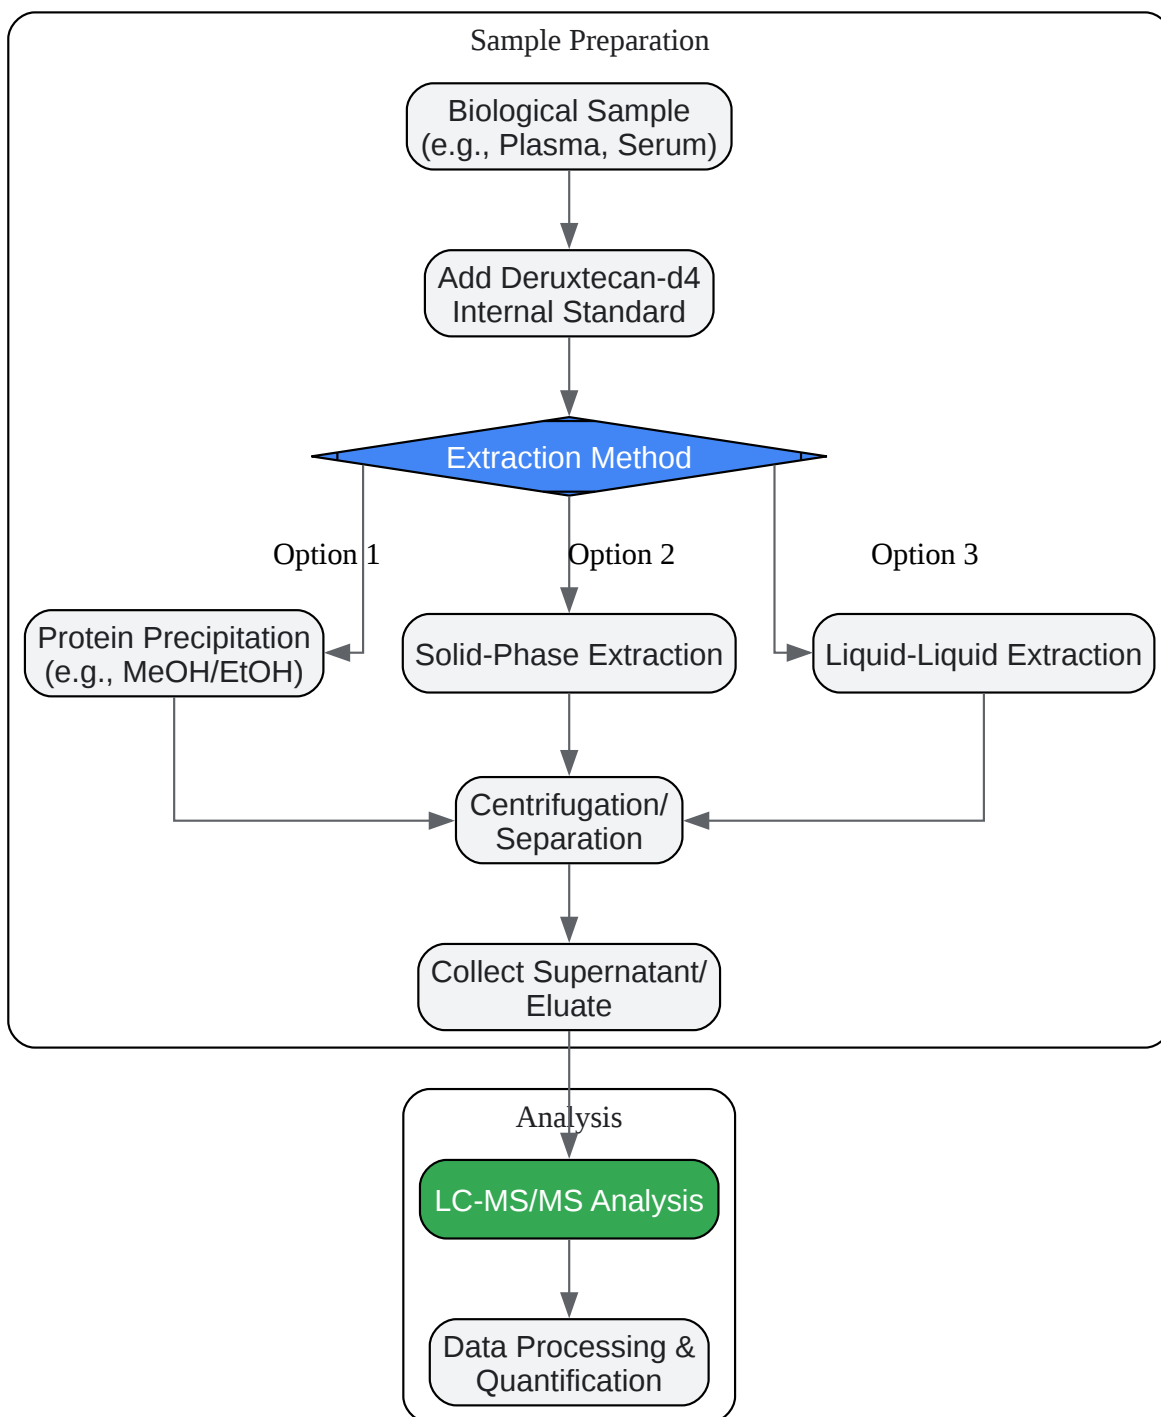 Sample Preparation
Biological Sample
(e.g., Plasma, Serum)
Add Deruxtecan-d4
Internal Standard
Extraction Method
Option 1
Option 2
Option 3
Protein Precipitation
(e.g., MeOH/EtOH)
Solid-Phase Extraction
Liquid-Liquid Extraction
Centrifugation/
Separation
Collect Supernatant/
Eluate
Analysis
LC-MS/MS Analysis
Data Processing &
Quantification